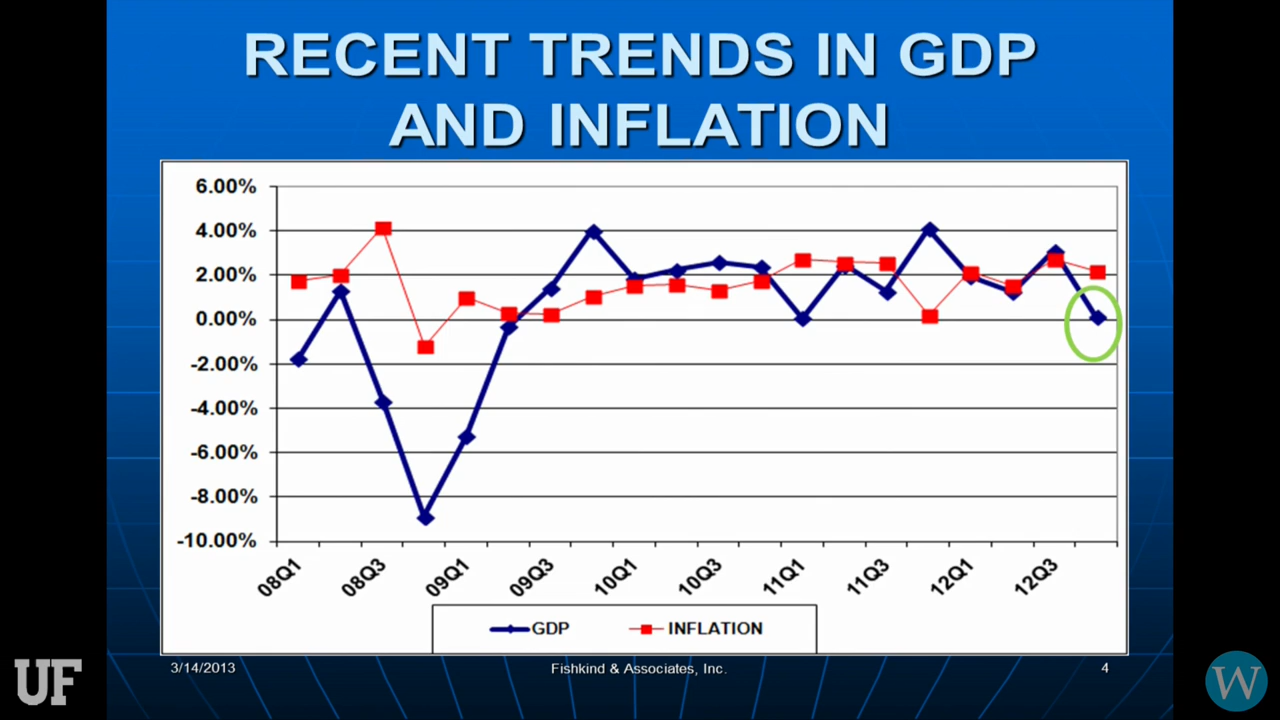 RECENT TRENDS IN GDP
AND INFLATION
6.00%
4.00%
2.00%
0.00%
-2.00%
-4.00%
-6.00%
-8.00%
-10.00%
08Q1
08Q3
09Q1
09Q3
10Q1
10Q3
11Q1
11Q3
12Q1
12Q3
GDP
INFLATION
3/14/2013
Fishkind & Associates, Inc.
4
UF
W